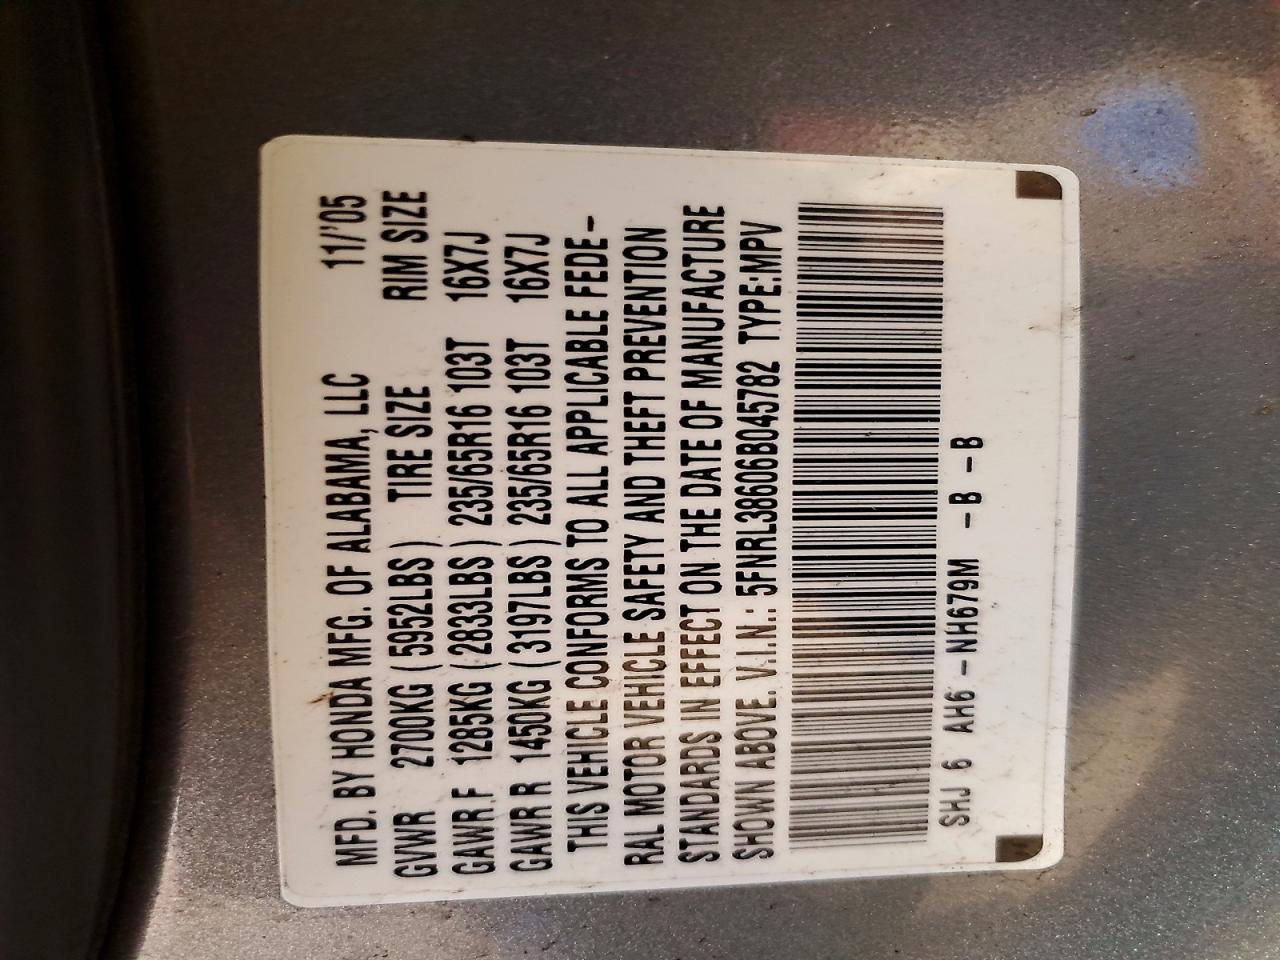 MFD. BY HONDA MFG. OF ALABAMA, LLC 11/'05
GVWR 2700KG (5952LBS) TIRE SIZE RIM SIZE
GAWR F 1285KG (2833LBS) 235/65R16 103T 16X7J
GAWR R 1450KG (3197LBS) 235/65R16 103T 16X7J
THIS VEHICLE CONFORMS TO ALL APPLICABLE FEDE-
RAL MOTOR VEHICLE SAFETY AND THEFT PREVENTION
STANDARDS IN EFFECT ON THE DATE OF MANUFACTURE
SHOWN ABOVE. V.I.N.: 5FNRL38606B045782 TYPE:MPV
SHJ 6 AH6-NH679M -B -B